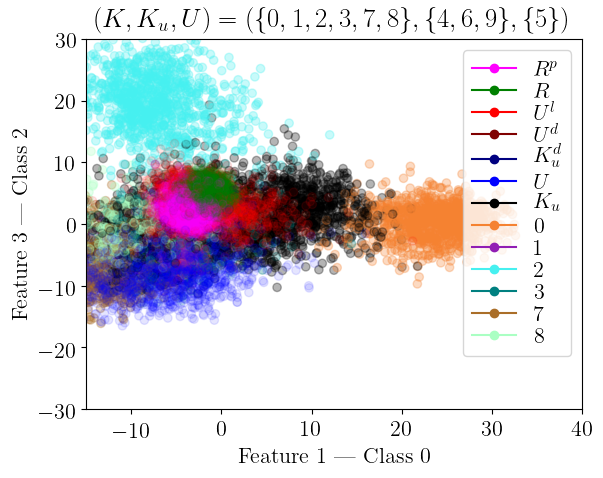 (K, K_u, U) = ({0, 1, 2, 3, 7, 8}, {4, 6, 9}, {5})
30
20
10
0
−10
−20
−30
−10
0
10
20
30
40
Feature 3 — Class 2
Feature 1 — Class 0
R^p
R
U^l
U^d
K_u^d
U
K_u
0
1
2
3
7
8